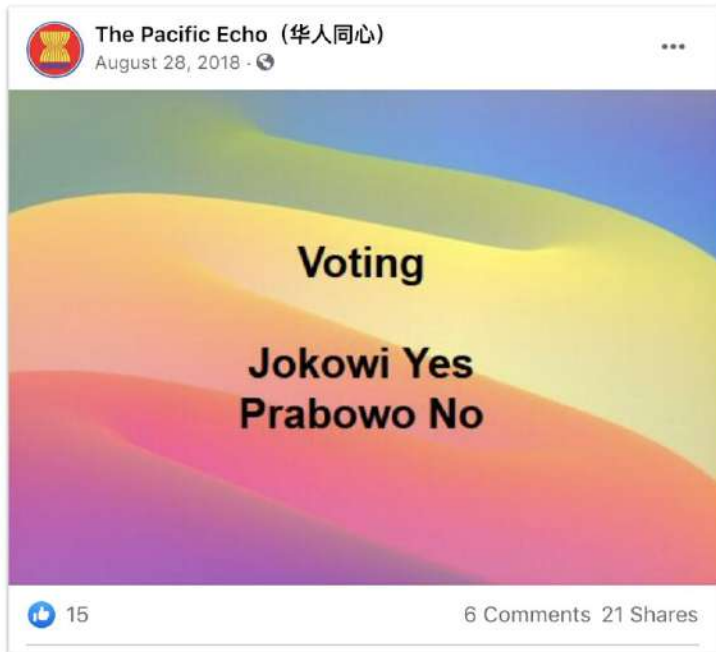 The Pacific Echo（华人同心）
August 28, 2018 ·
•••
Voting
Jokowi Yes
Prabowo No
15
6 Comments 21 Shares